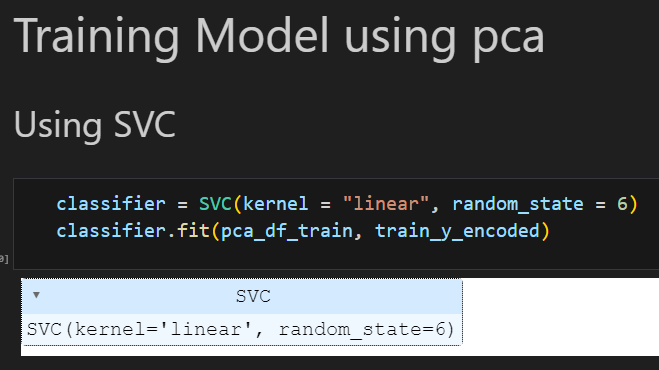 Training Model using pca
Using SVC
classifier = SVC(kernel = "linear", random_state = 6)
classifier.fit(pca_df_train, train_y_encoded)
]
▾ SVC
SVC(kernel='linear', random_state=6)